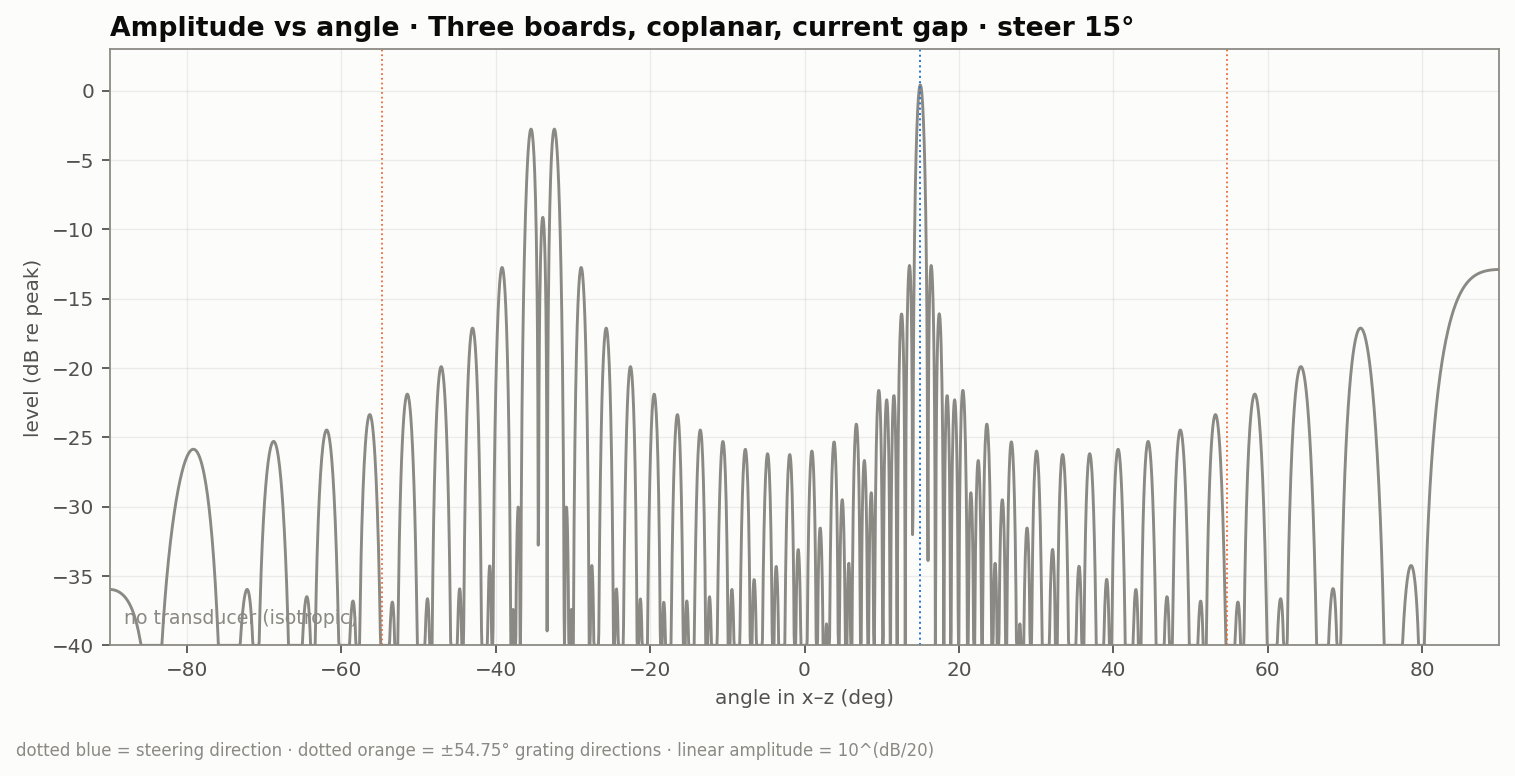 Amplitude vs angle · Three boards, coplanar, current gap · steer 15°
0
−5
−10
−15
−20
−25
−30
−35
−40
level (dB re peak)
no transducer (isotropic)
−80 −60 −40 −20 0 20 40 60 80
angle in x–z (deg)
dotted blue = steering direction · dotted orange = ±54.75° grating directions · linear amplitude = 10^(dB/20)